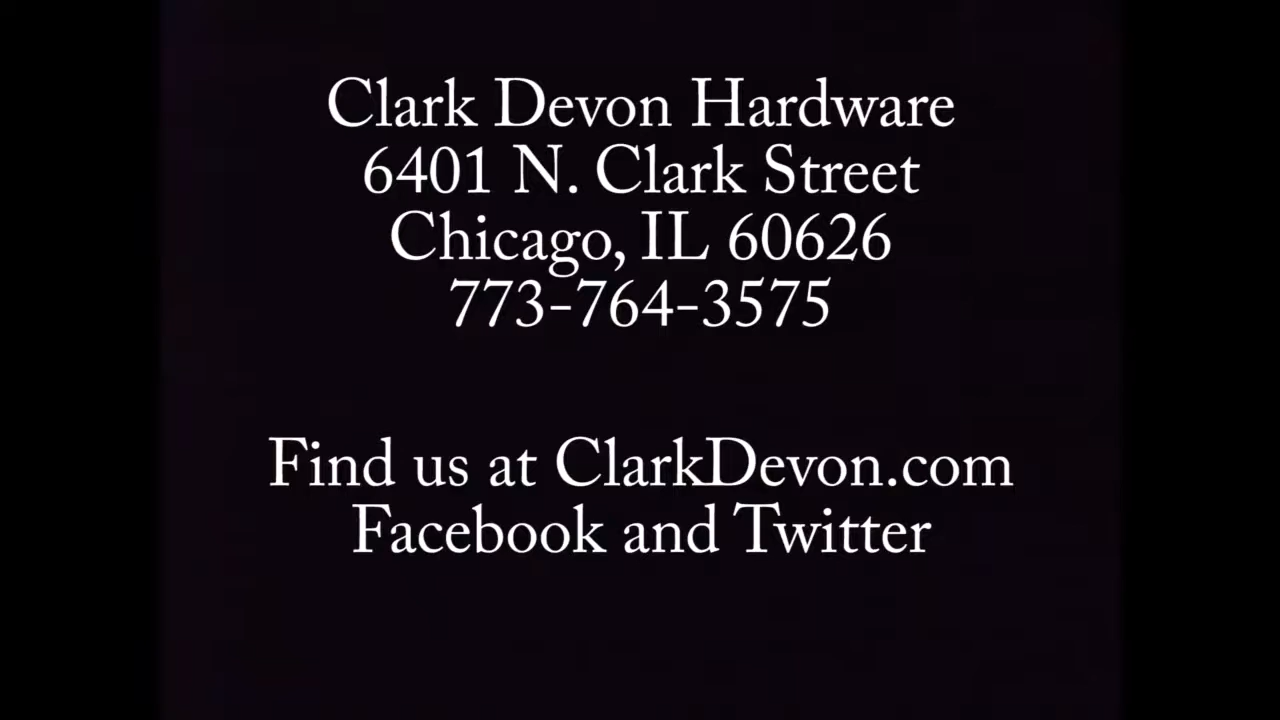 Clark Devon Hardware
6401 N. Clark Street
Chicago, IL 60626
773-764-3575
Find us at ClarkDevon.com
Facebook and Twitter